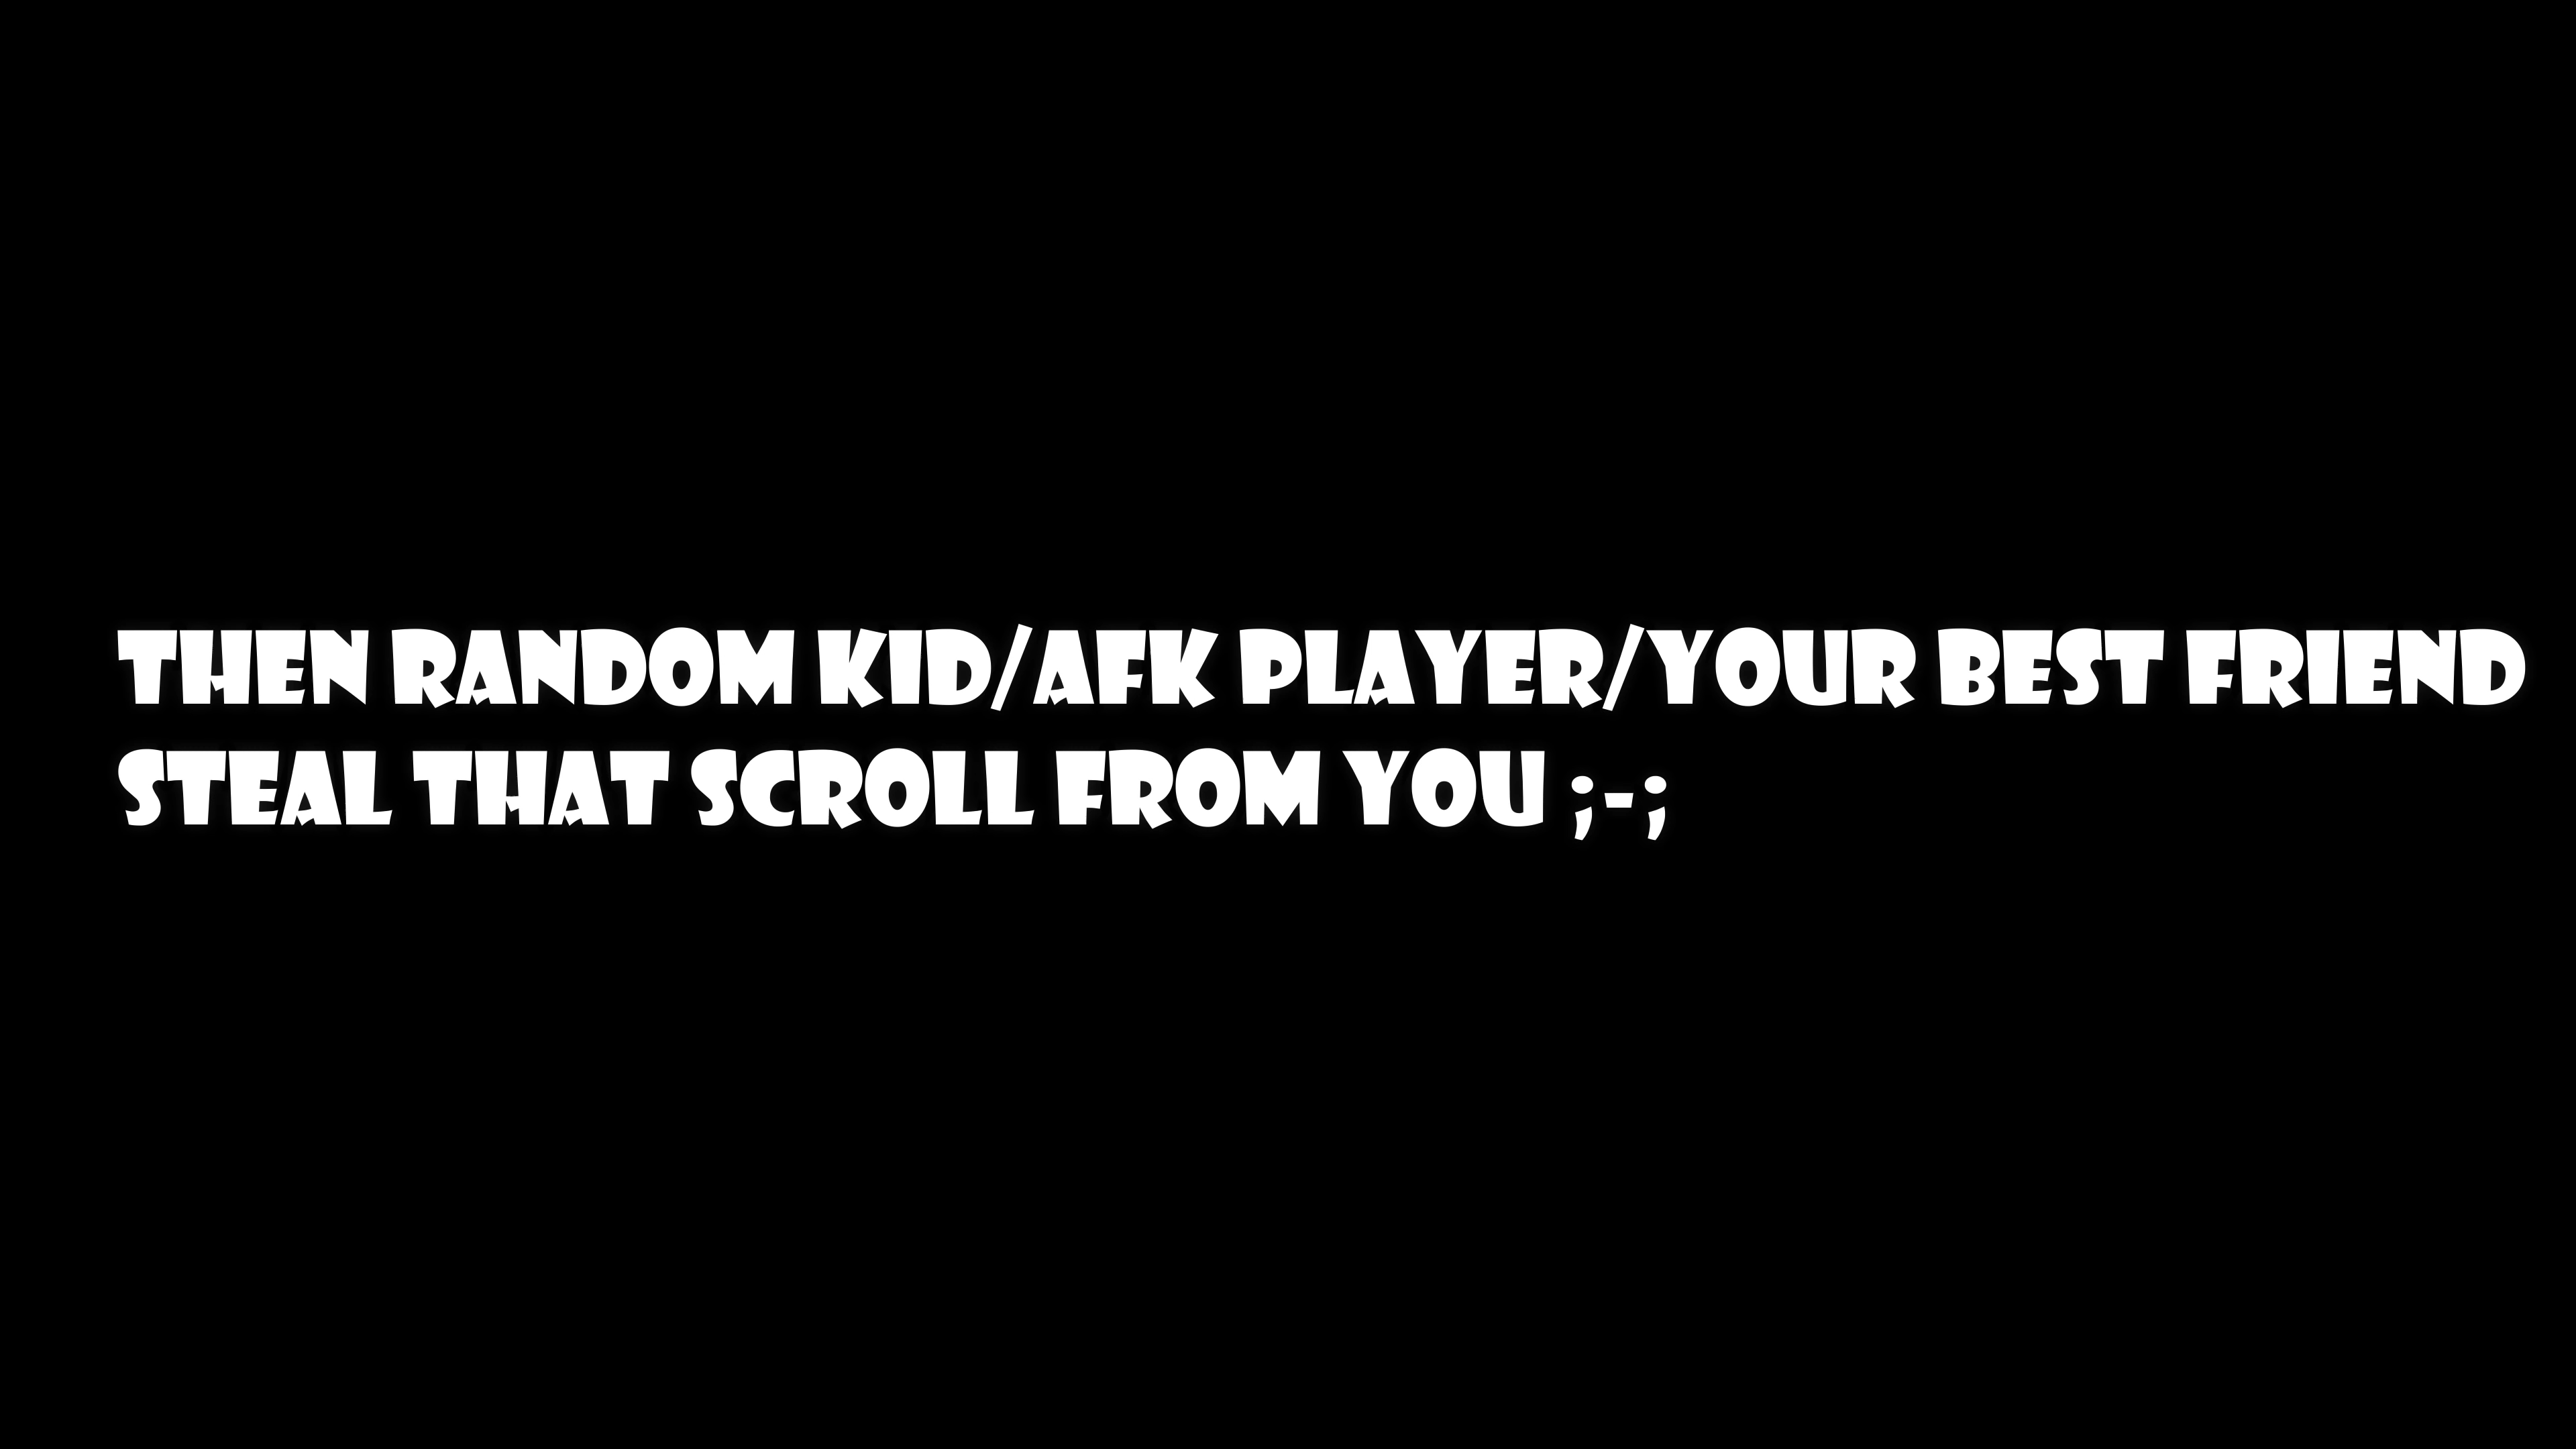 THEN RANDOM KID/AFK PLAYER/YOUR BEST FRIEND
STEAL THAT SCROLL FROM YOU ;-;